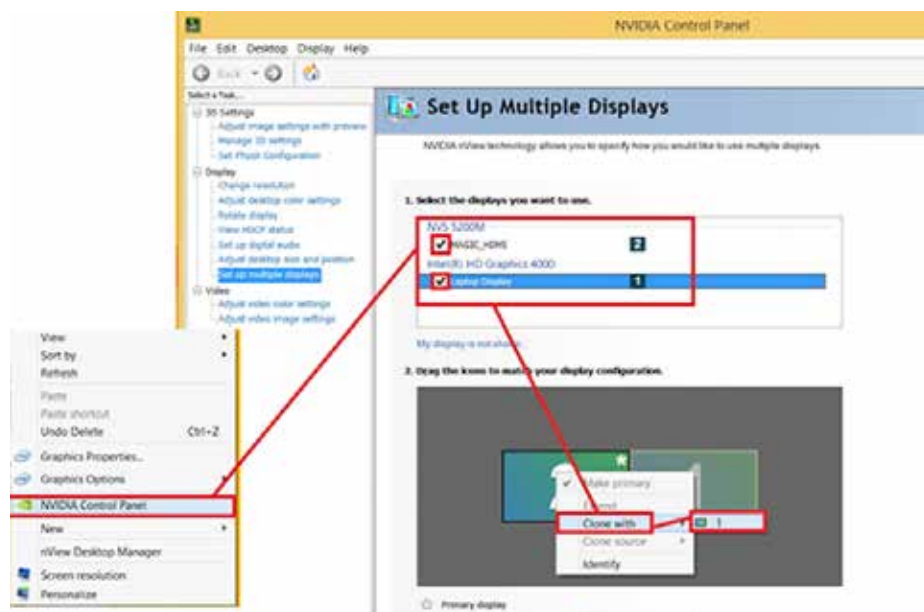 NVIDIA Control Panel
File Edit Desktop Display Help
Back
Select a Task...
3D Settings
Adjust image settings with preview
Manage 3D settings
Set PhysX Configuration
Display
Change resolution
Adjust desktop color settings
Rotate display
View HDCP status
Set up digital audio
Adjust desktop size and position
Set up multiple displays
Video
Adjust video color settings
Adjust video image settings
Set Up Multiple Displays
NVIDIA nView technology allows you to specify how you would like to use multiple displays.
1. Select the displays you want to use.
NVS 5200M
MAGIC_HDMI 2
Intel(R) HD Graphics 4000
Laptop Display 1
My display is not
2. Drag the icons to match your display configuration.
Make primary
Extend
Clone with 1
Clone source
Identify
Primary display
View
Sort by
Refresh
Paste
Paste shortcut
Undo Delete Ctrl+Z
Graphics Properties...
Graphics Options
NVIDIA Control Panel
New
nView Desktop Manager
Screen resolution
Personalize